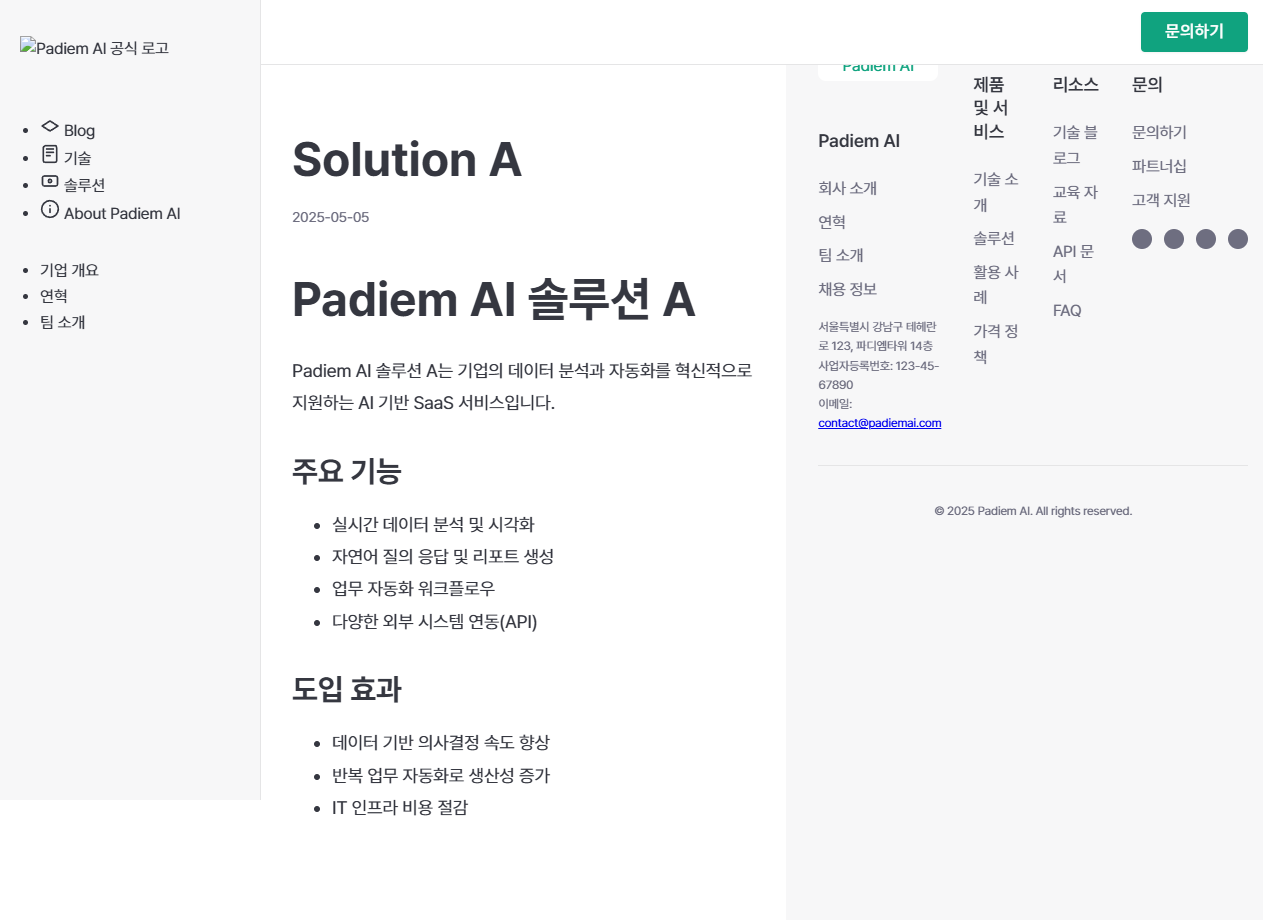 Padiem AI 공식 로고
Blog
기술
솔루션
About Padiem AI
기업 개요
연혁
팀 소개
문의하기
Solution A
2025-05-05
Padiem AI 솔루션 A
Padiem AI 솔루션 A는 기업의 데이터 분석과 자동화를 혁신적으로
지원하는 AI 기반 SaaS 서비스입니다.
주요 기능
실시간 데이터 분석 및 시각화
자연어 질의 응답 및 리포트 생성
업무 자동화 워크플로우
다양한 외부 시스템 연동(API)
도입 효과
데이터 기반 의사결정 속도 향상
반복 업무 자동화로 생산성 증가
IT 인프라 비용 절감
Padiem AI
Padiem AI
회사 소개
연혁
팀 소개
채용 정보
서울특별시 강남구 테헤란
로 123, 파디엠타워 14층
사업자등록번호: 123-45-
67890
이메일:
contact@padiemai.com
제품
및 서
비스
기술 소
개
솔루션
활용 사
례
가격 정
책
리소스
기술 블
로그
교육 자
료
API 문
서
FAQ
문의
문의하기
파트너십
고객 지원
© 2025 Padiem AI. All rights reserved.